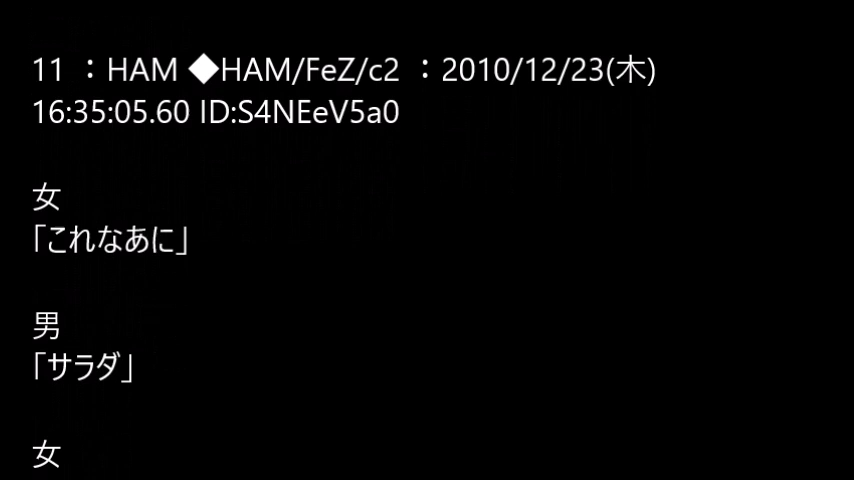 11 ：HAM ◆HAM/FeZ/c2 ：2010/12/23(木)
16:35:05.60 ID:S4NEeV5a0
女
「これなあに」
男
「サラダ」
女